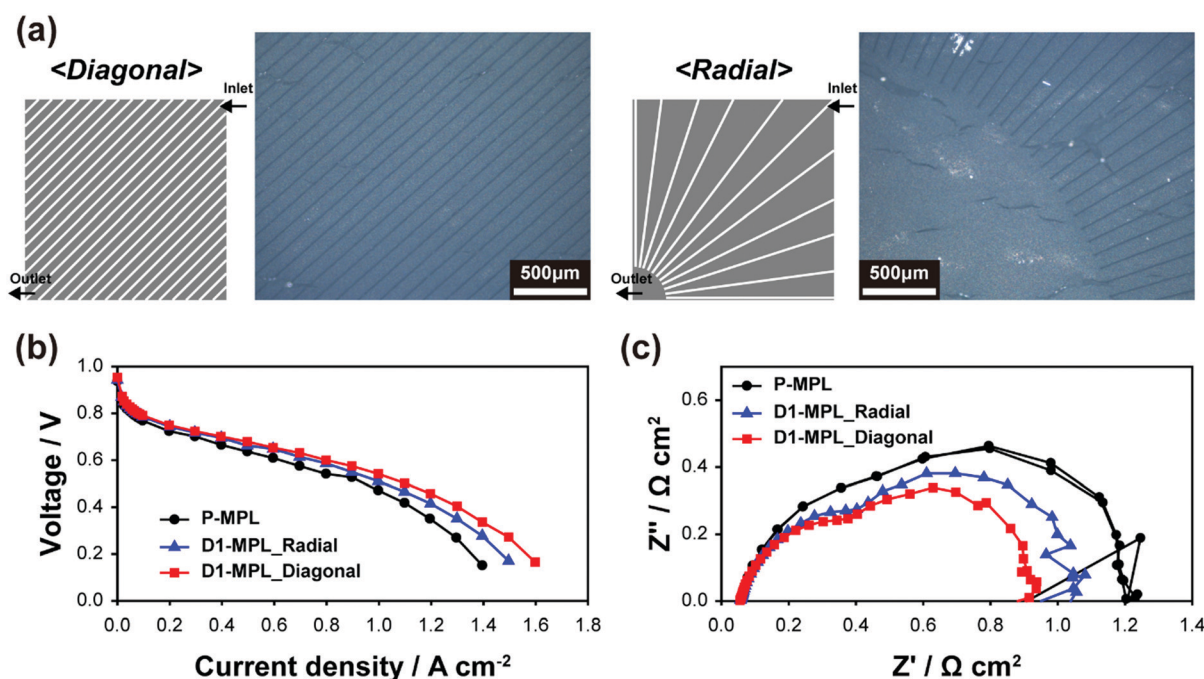 (a)
<Diagonal>
Inlet
Outlet
500μm
<Radial>
Inlet
Outlet
500μm
(b)
1.0
0.8
0.6
0.4
0.2
0.0
Voltage / V
P-MPL
D1-MPL_Radial
D1-MPL_Diagonal
0.0 0.2 0.4 0.6 0.8 1.0 1.2 1.4 1.6 1.8
Current density / A cm⁻²
(c)
0.6
0.4
0.2
0.0
Z'' / Ω cm²
P-MPL
D1-MPL_Radial
D1-MPL_Diagonal
0.0 0.2 0.4 0.6 0.8 1.0 1.2 1.4
Z' / Ω cm²